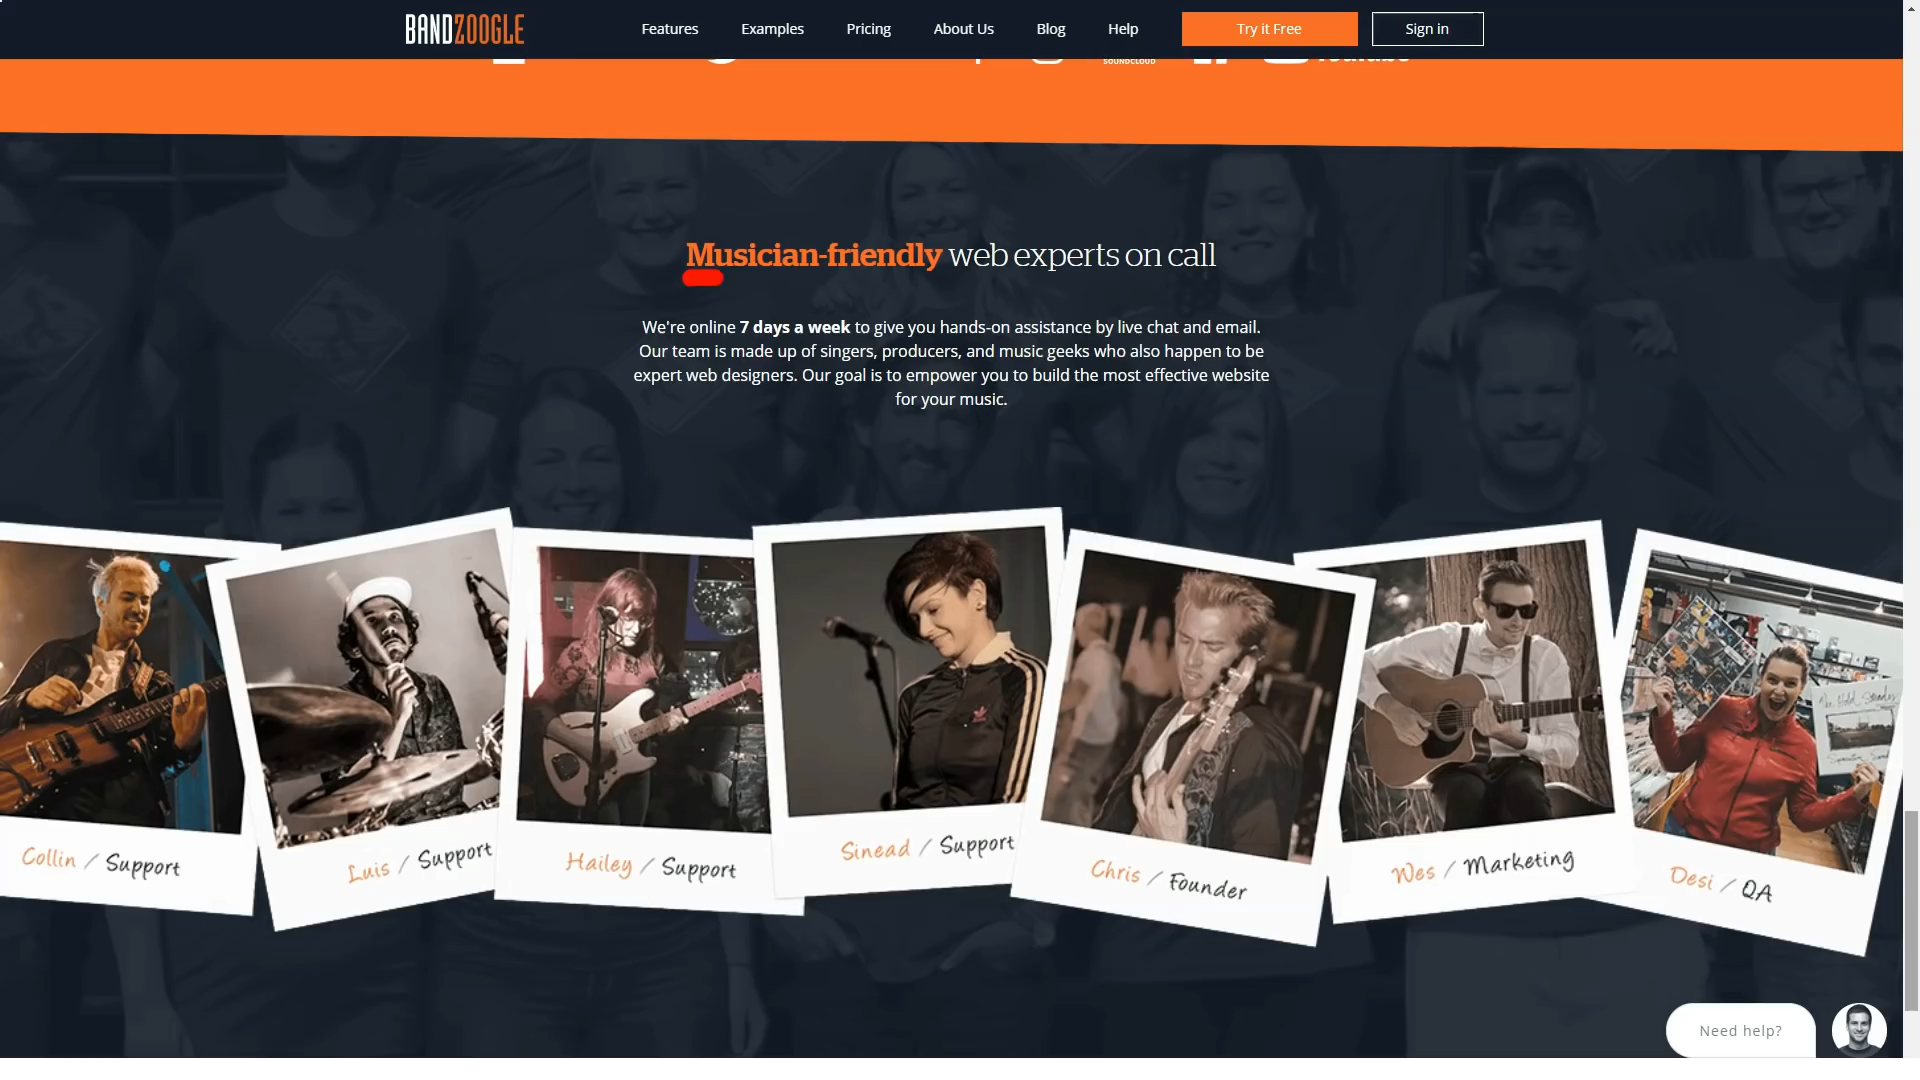 BANDZOOGLE
Features
Examples
Pricing
About Us
Blog
Help
Try it Free
Sign in
SOUNDCLOUD
Musician-friendly web experts on call
We're online 7 days a week to give you hands-on assistance by live chat and email.
Our team is made up of singers, producers, and music geeks who also happen to be
expert web designers. Our goal is to empower you to build the most effective website
for your music.
Collin / Support
Luis / Support
Hailey / Support
Sinead / Support
Chris / Founder
Wes / Marketing
Desi / QA
Need help?